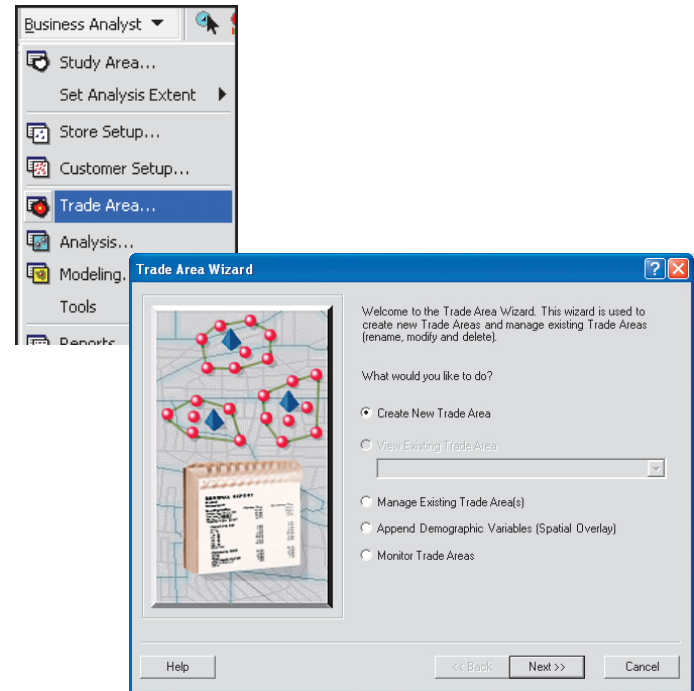 Business Analyst
Study Area...
Set Analysis Extent
Store Setup...
Customer Setup...
Trade Area...
Analysis...
Modeling.
Tools
Reports
Trade Area Wizard
Welcome to the Trade Area Wizard. This wizard is used to
create new Trade Areas and manage existing Trade Areas
(rename, modify and delete).
What would you like to do?
Create New Trade Area
View Existing Trade Area
Manage Existing Trade Area(s)
Append Demographic Variables (Spatial Overlay)
Monitor Trade Areas
GENERAL REPORT
Help
<< Back
Next >>
Cancel